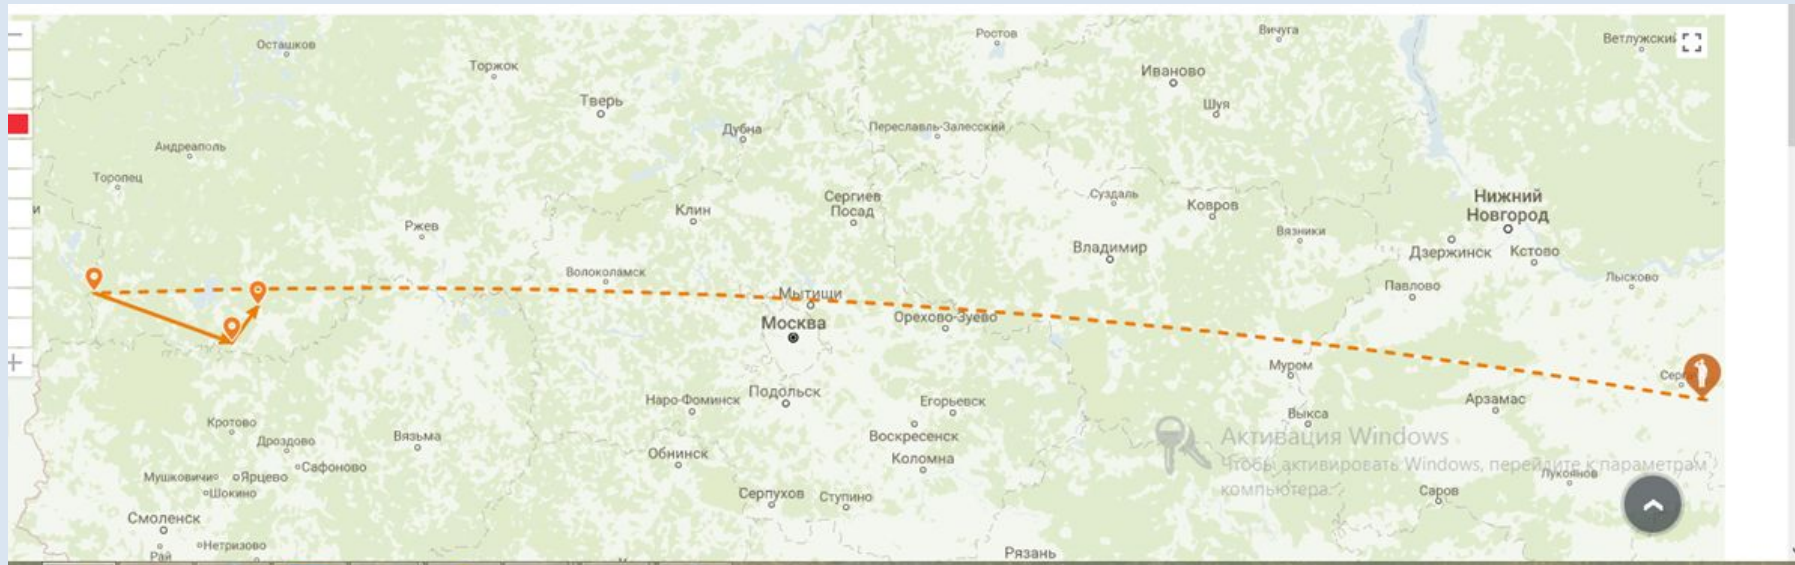 Осташков
Торжок
Тверь
Дубна
Ростов
Вичуга
Ветлужский
Иваново
Шуя
Переславль-Залесский
Андреаполь
Торопец
и
Ржев
Клин
Сергиев
Посад
Суздаль
Ковров
Нижний
Новгород
Вязники
Владимир
Дзержинск
Кстово
Лысково
Волоколамск
Мытищи
Павлово
Орехово-Зуево
Москва
Муром
Наро-Фоминск
Подольск
Егорьевск
Выкса
Арзамас
Кротово
Дроздово
Вязьма
Воскресенск
Обнинск
Коломна
Мушковичи
Ярцево
Сафоново
Шокино
Серпухов
Ступино
Саров
Лукоянов
Смоленск
Нетризово
Рай
Рязань
Активация Windows
Чтобы активировать Windows, перейдите к параметрам
компьютера.